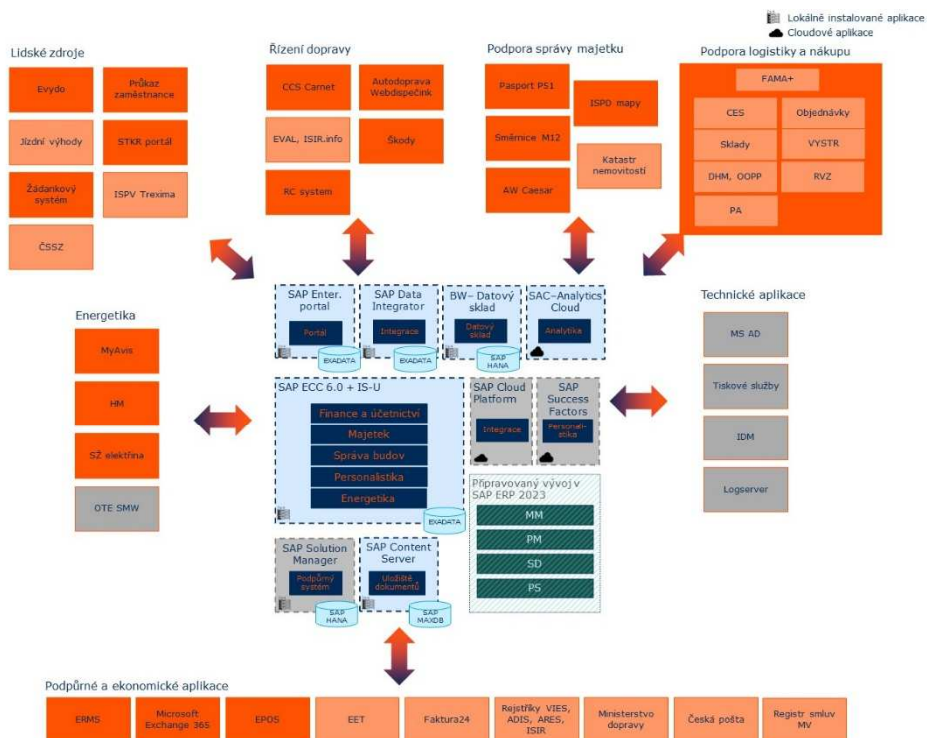 Lokálně instalované aplikace
Cloudové aplikace
Lidské zdroje
Evydo
Průkaz
zaměstnance
Jízdní výhody
STKR portál
Žádankový
systém
ISPV Trexima
ČSSZ
Řízení dopravy
CCS Carnet
Autodoprava
Webdispečink
EVAL, ISIR.info
Škody
RC system
Podpora správy majetku
Pasport PS1
ISPD mapy
Směrnice M12
Katastr
nemovitostí
AW Caesar
Podpora logistiky a nákupu
FAMA+
CES
Objednávky
Sklady
VYSTR
DHM, OOPP
RVZ
PA
Energetika
MyAvis
HM
SŽ elektřina
OTE SMW
SAP Enter.
portal
Portál
EXADATA
SAP Data
Integrator
Integrace
EXADATA
BW– Datový
sklad
Datový
sklad
SAP
HANA
SAC–Analytics
Cloud
Analytika
SAP ECC 6.0 + IS-U
Finance a účetnictví
Majetek
Správa budov
Personalistika
Energetika
EXADATA
SAP Cloud
Platform
Integrace
SAP
Success
Factors
Personali-
stika
Připravovaný vývoj v
SAP ERP 2023
MM
PM
SD
PS
SAP Solution
Manager
Podpůrný
systém
SAP
HANA
SAP Content
Server
Uložiště
dokumentů
SAP
MAXDB
Technické aplikace
MS AD
Tiskové služby
IDM
Logserver
Podpůrné a ekonomické aplikace
ERMS
Microsoft
Exchange 365
EPOS
EET
Faktura24
Rejstříky VIES,
ADIS, ARES,
ISIR
Ministerstvo
dopravy
Česká pošta
Registr smluv
MV